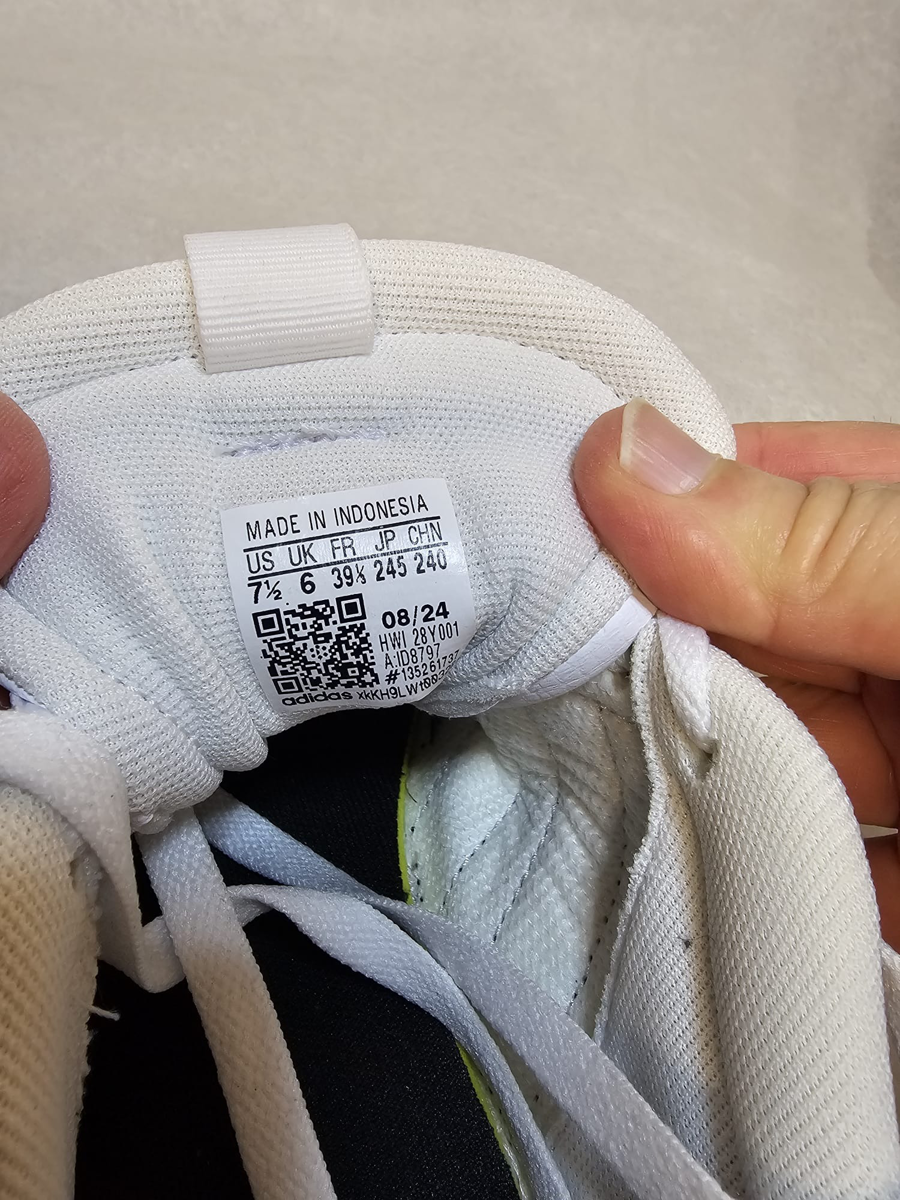 MADE IN INDONESIA
US UK FR JP CHN
7½ 6 39⅓ 245 240
08/24
HWI 28Y001
A:ID8797
#135261737
adidas